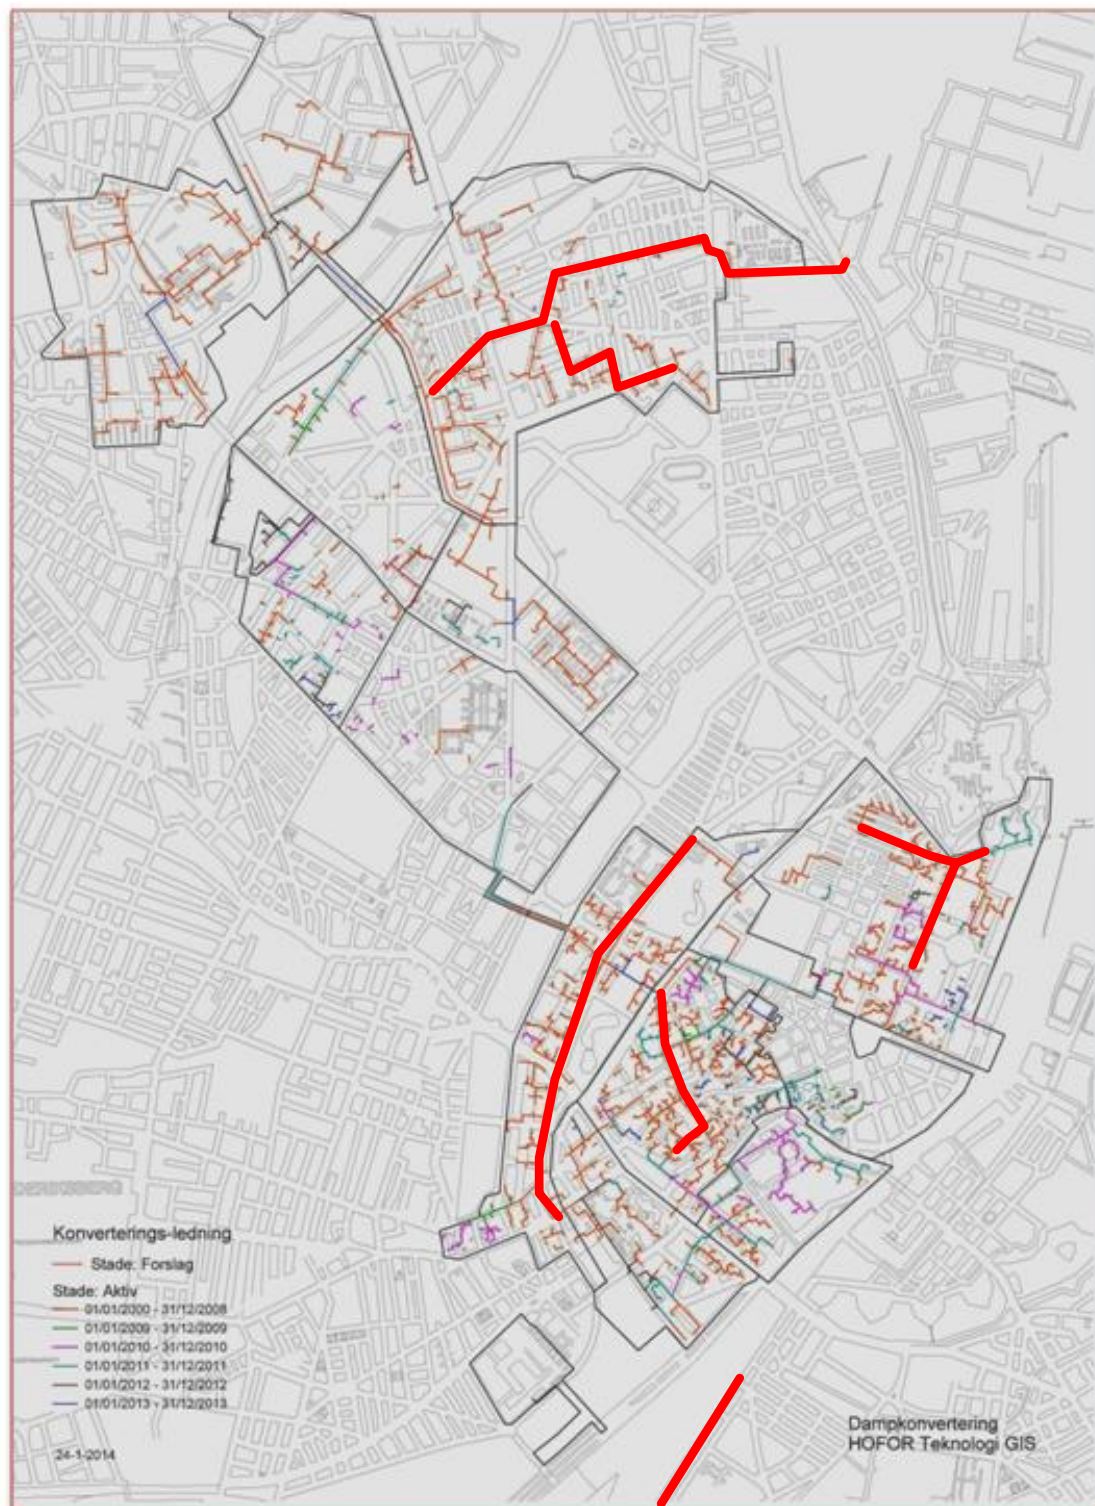 Konverterings-ledning
Stade: Forslag
Stade: Aktiv
01/01/2000 - 31/12/2008
01/01/2009 - 31/12/2009
01/01/2010 - 31/12/2010
01/01/2011 - 31/12/2011
01/01/2012 - 31/12/2012
01/01/2013 - 31/12/2013
24-1-2014
Dampkonvertering
HOFOR Teknologi GIS